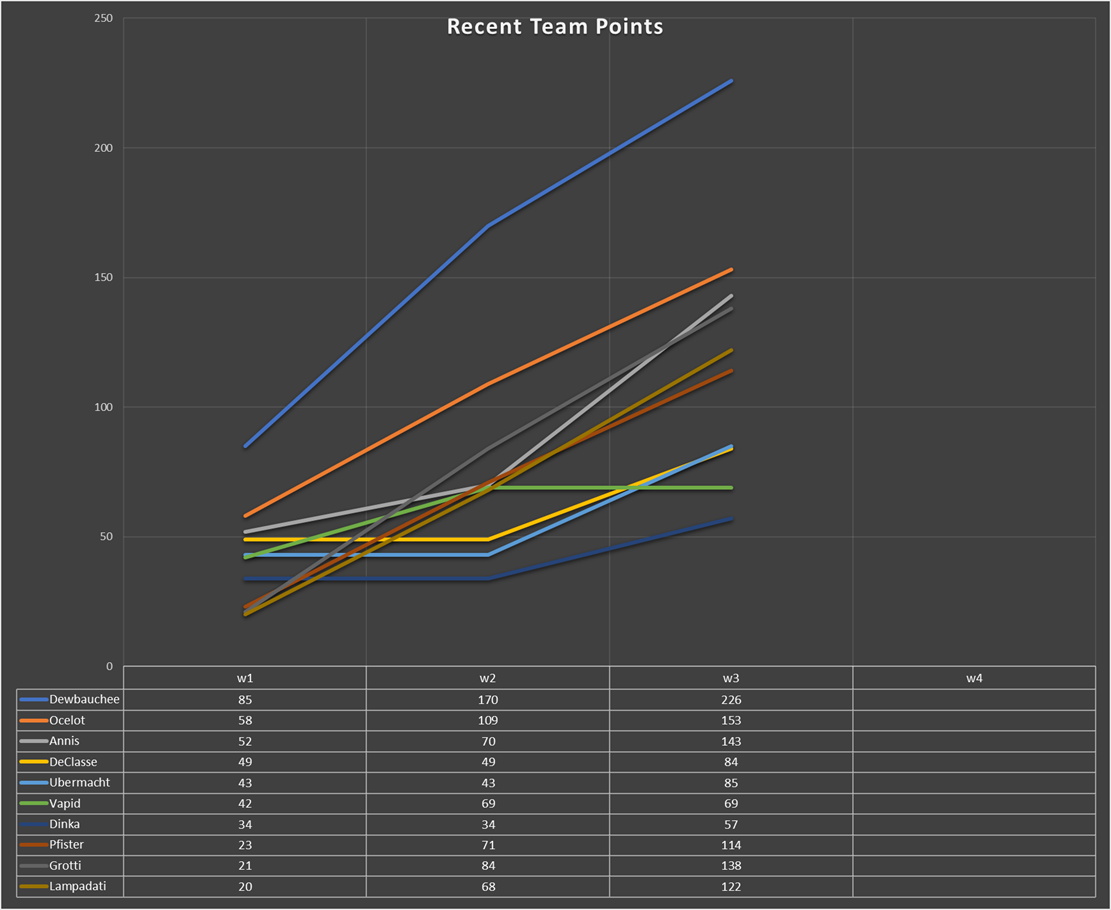 Recent Team Points
250
200
150
100
50
0
w1 w2 w3 w4
Dewbauchee 85 170 226
Ocelot 58 109 153
Annis 52 70 143
DeClasse 49 49 84
Ubermacht 43 43 85
Vapid 42 69 69
Dinka 34 34 57
Pfister 23 71 114
Grotti 21 84 138
Lampadati 20 68 122